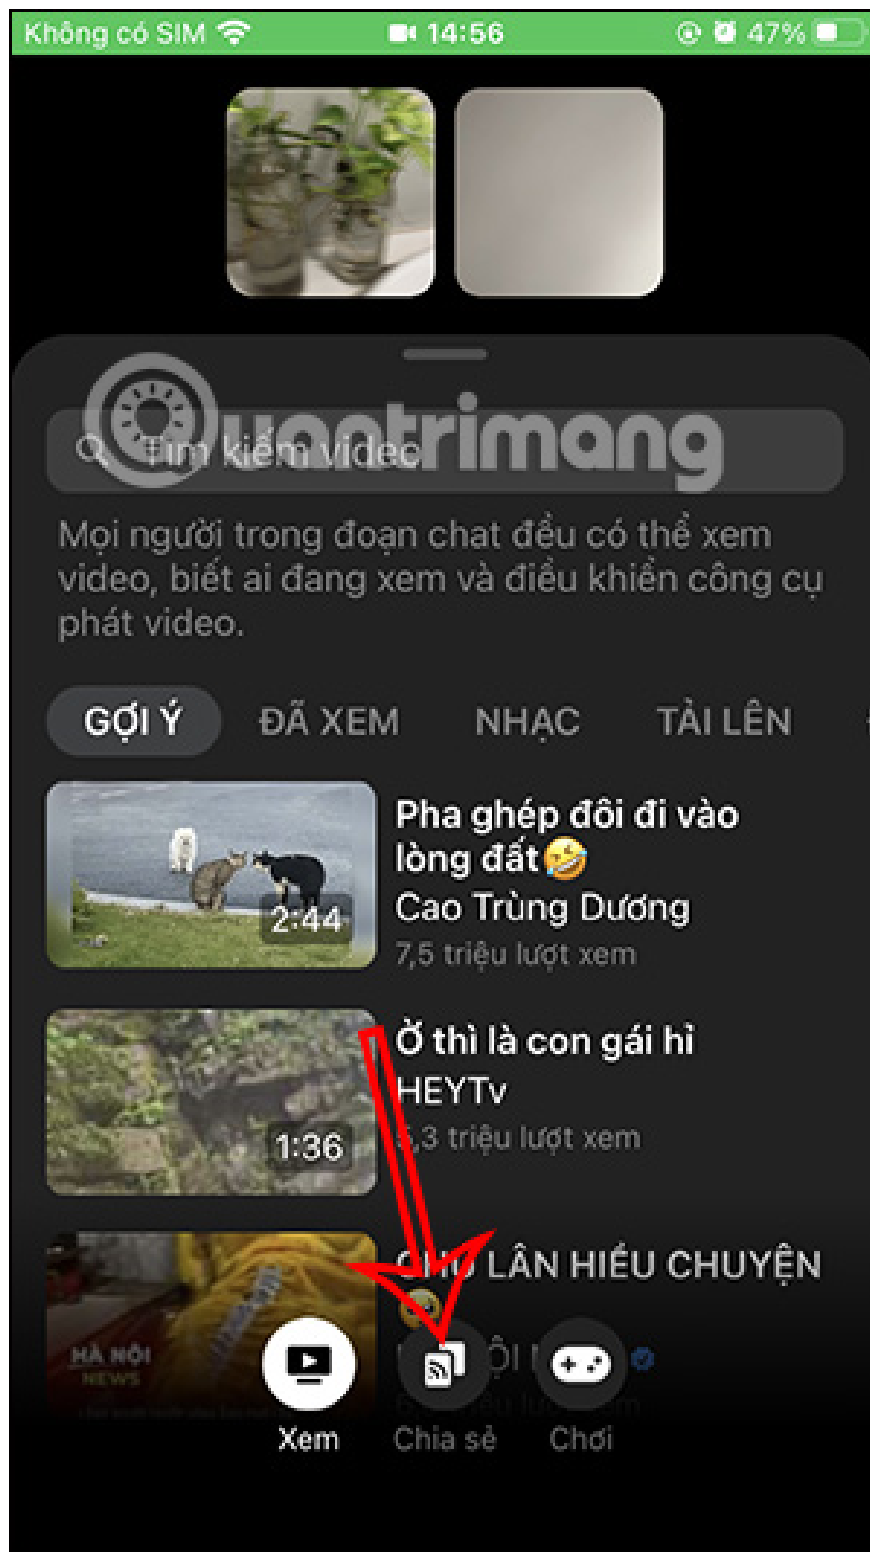 Không có SIM 14:56 47%
Quantrimang
Tìm kiếm video
Mọi người trong đoạn chat đều có thể xem
video, biết ai đang xem và điều khiển công cụ
phát video.
GỢI Ý ĐÃ XEM NHẠC TẢI LÊN
Pha ghép đôi đi vào
lòng đất🤣
Cao Trùng Dương
7,5 triệu lượt xem
2:44
Ờ thì là con gái hỉ
HEYTv
5,3 triệu lượt xem
1:36
LÂN HIỂU CHUYỆN
HÀ NỘI
NEWS
Xem Chia sẻ Chơi